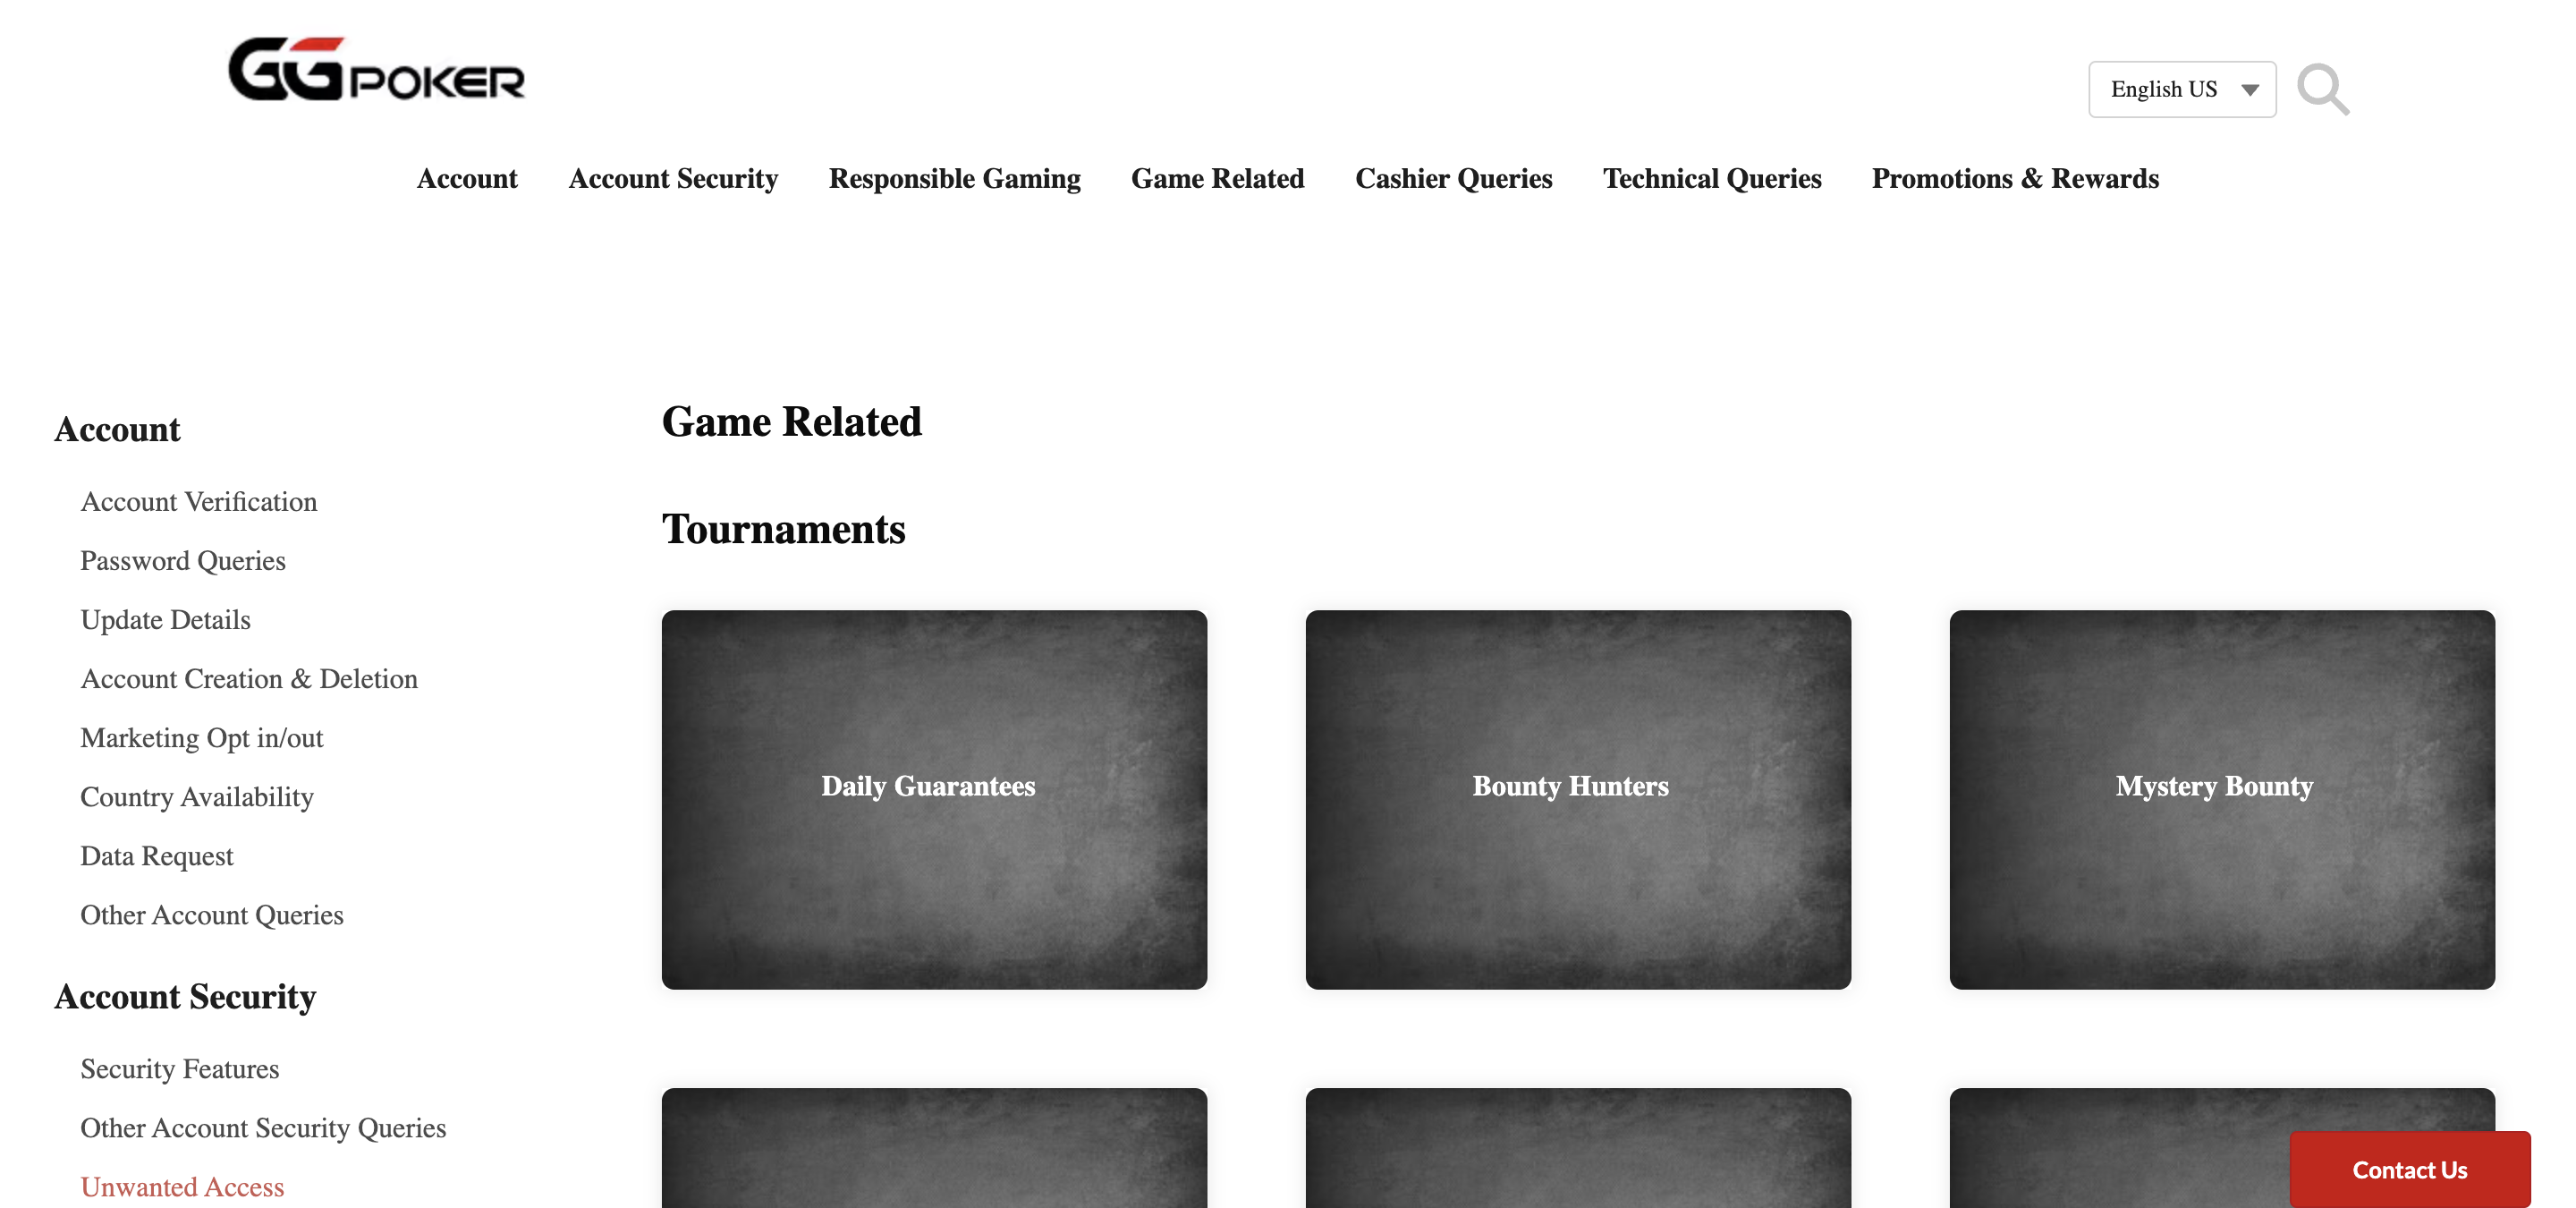 GGPOKER
English US
Account Account Security Responsible Gaming Game Related Cashier Queries Technical Queries Promotions & Rewards
Account
Account Verification
Password Queries
Update Details
Account Creation & Deletion
Marketing Opt in/out
Country Availability
Data Request
Other Account Queries
Account Security
Security Features
Other Account Security Queries
Unwanted Access
Game Related
Tournaments
Daily Guarantees
Bounty Hunters
Mystery Bounty
Contact Us